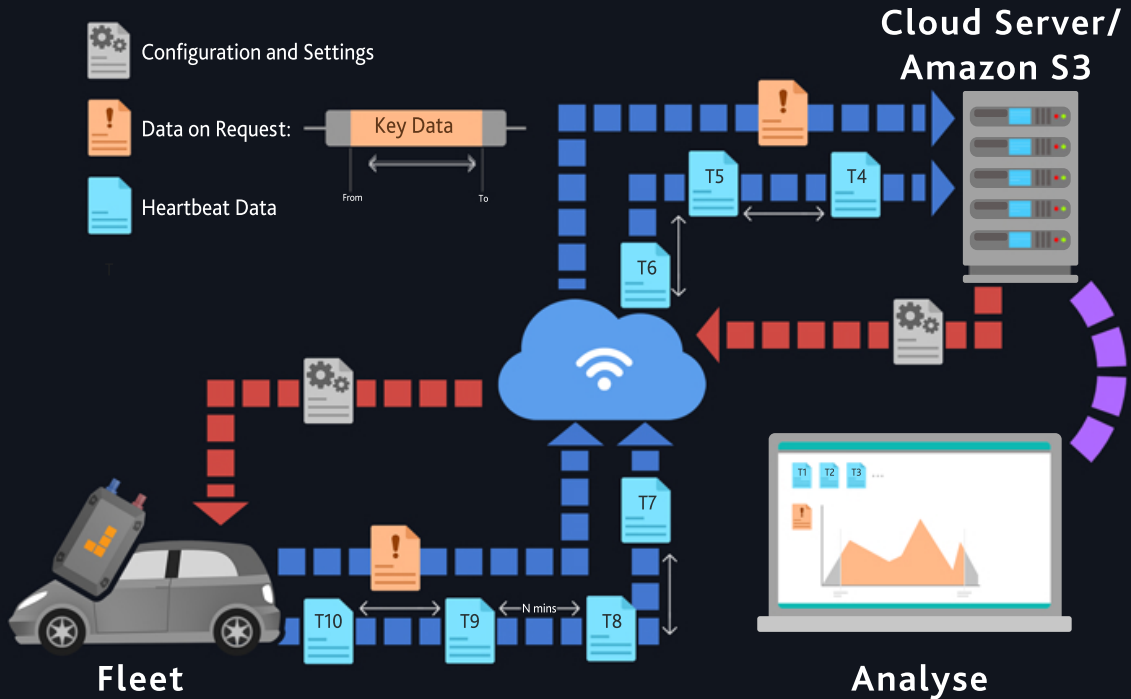 Cloud Server/
Amazon S3
Configuration and Settings
Data on Request:
Key Data
From
To
Heartbeat Data
T5
T4
T6
T7
T10
T9
N mins
T8
T1
T2
T3
...
Fleet
Analyse